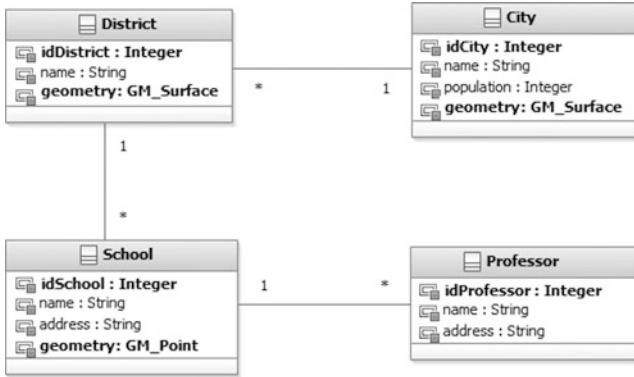 District
idDistrict : Integer
name : String
geometry: GM_Surface
* 1
City
idCity : Integer
name : String
population : Integer
geometry: GM_Surface
1
*
School
idSchool : Integer
name : String
address : String
geometry: GM_Point
1 *
Professor
idProfessor : Integer
name : String
address : String